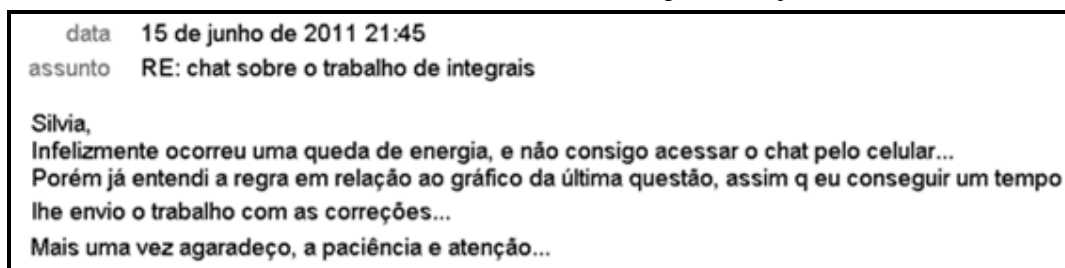 data 15 de junho de 2011 21:45
assunto RE: chat sobre o trabalho de integrais
Silvia,
Infelizmente ocorreu uma queda de energia, e não consigo acessar o chat pelo celular...
Porém já entendi a regra em relação ao gráfico da última questão, assim q eu conseguir um tempo
lhe envio o trabalho com as correções...
Mais uma vez agaradeço, a paciência e atenção...